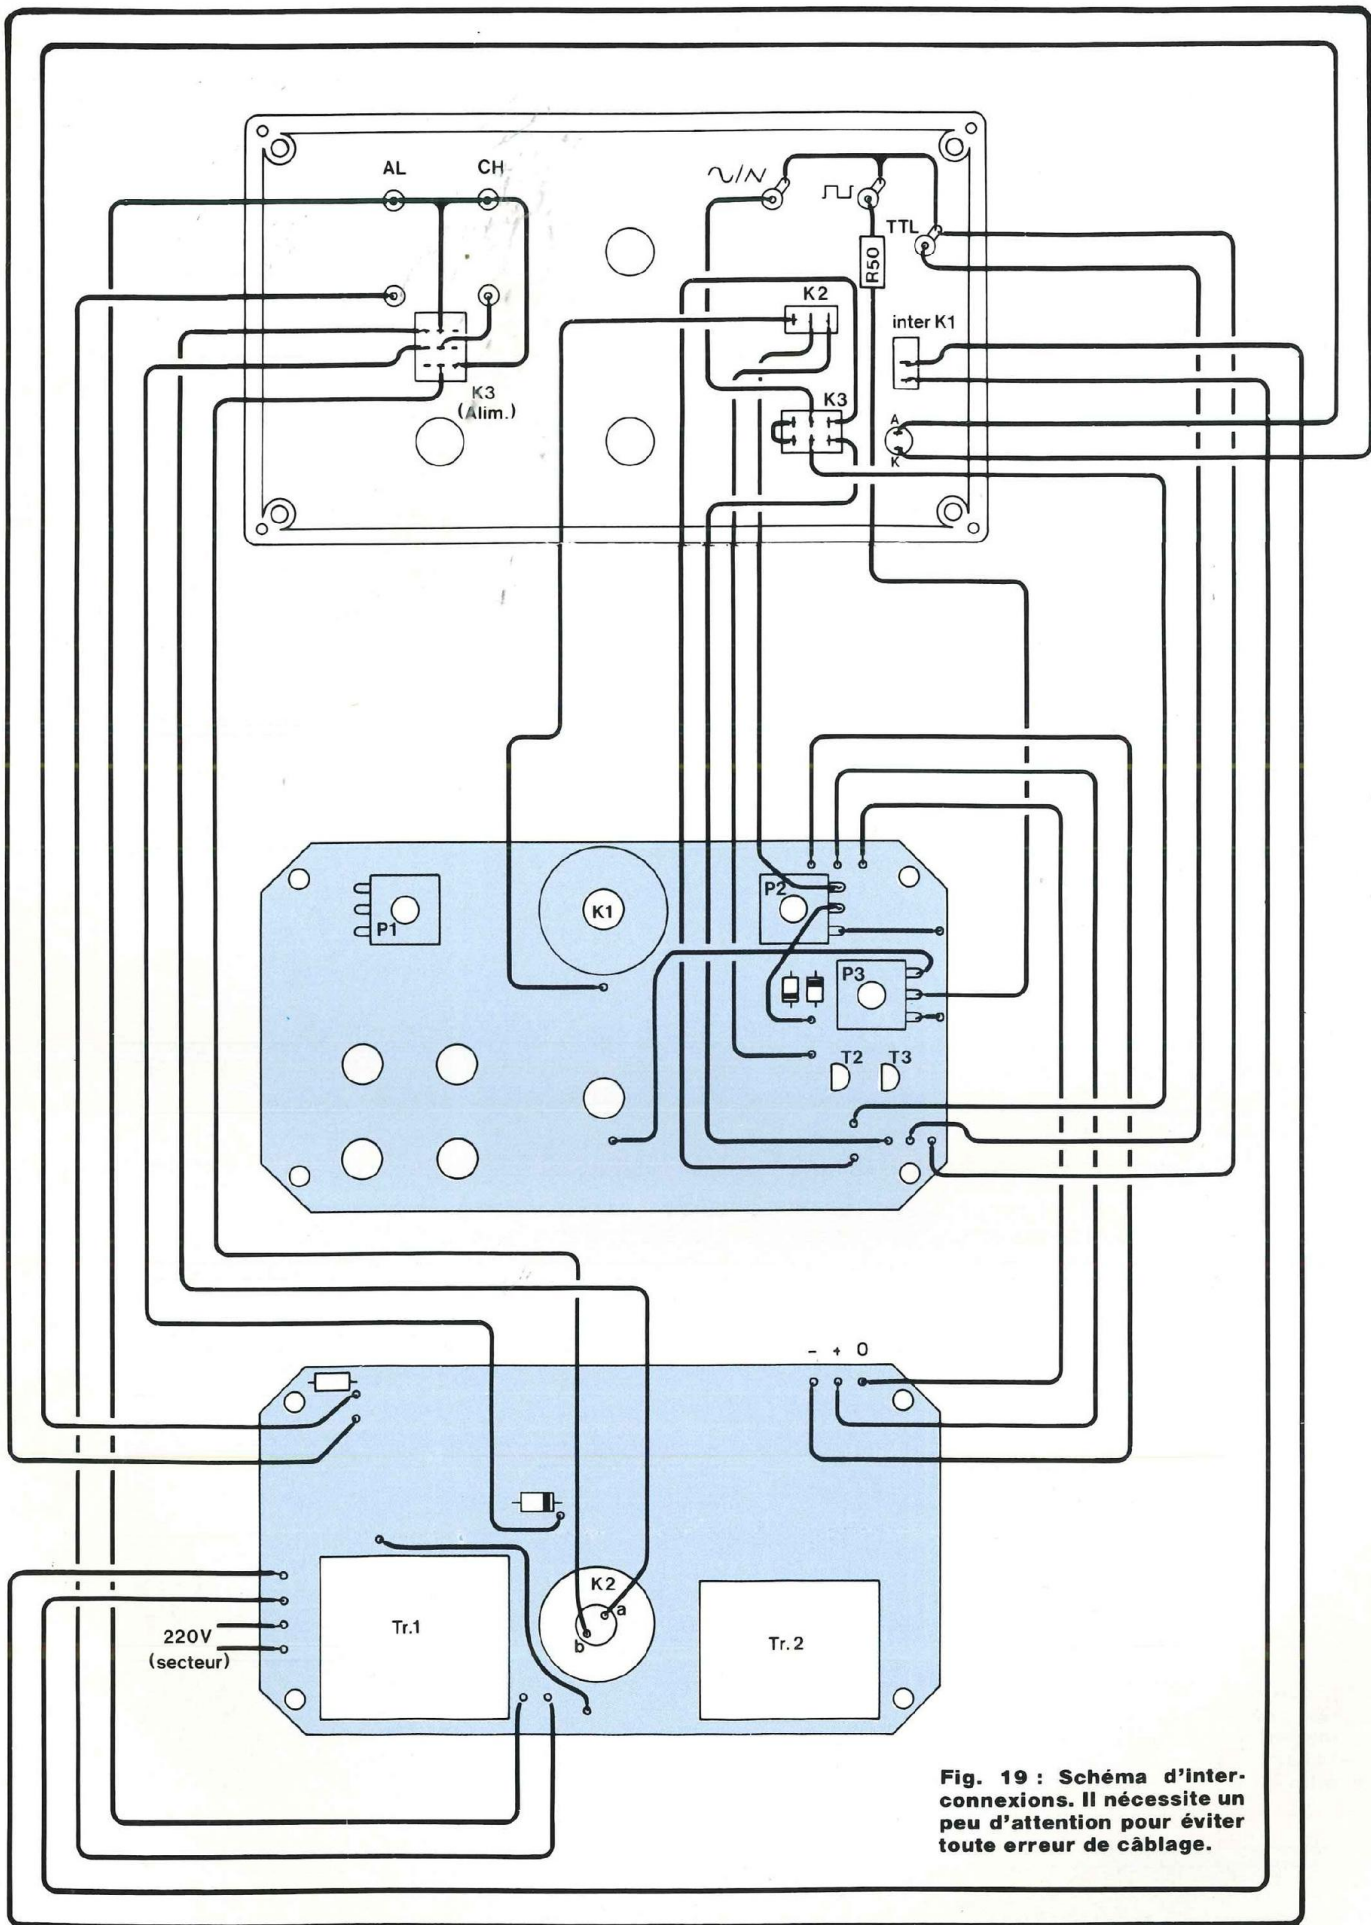 AL
CH
TTL
R50
K2
inter K1
K3
(Alim.)
K3
A
K
P1
K1
P2
P3
T2
T3
- + 0
K2
a
b
Tr.1
Tr.2
220V
(secteur)
Fig. 19 : Schéma d'inter-
connexions. Il nécessite un
peu d'attention pour éviter
toute erreur de câblage.